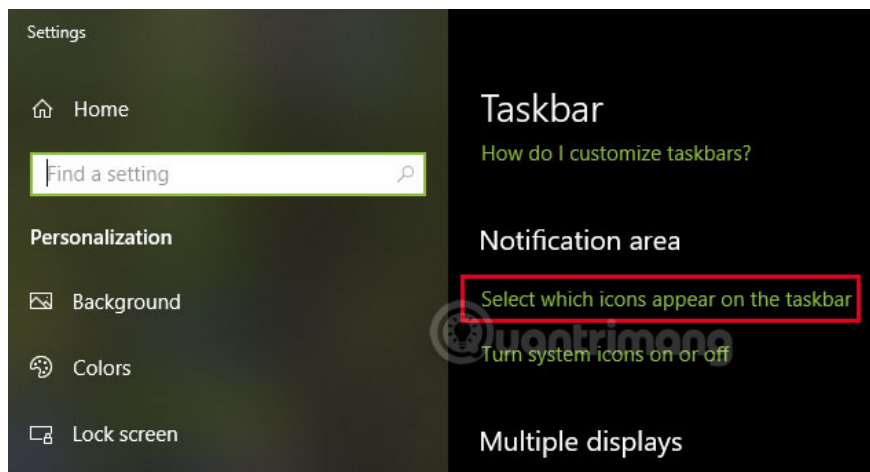 Settings
Home
Find a setting
Personalization
Background
Colors
Lock screen
Taskbar
How do I customize taskbars?
Notification area
Select which icons appear on the taskbar
Quantrimang
Turn system icons on or off
Multiple displays